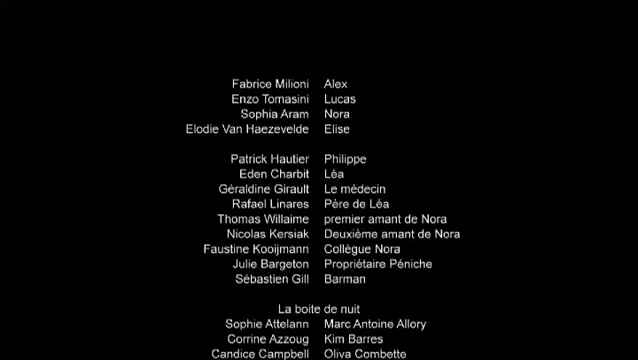 Fabrice Milioni Alex
Enzo Tomasini Lucas
Sophia Aram Nora
Elodie Van Haezevelde Elise
Patrick Hautier Philippe
Eden Charbit Léa
Géraldine Girault Le médecin
Rafael Linares Père de Léa
Thomas Willaime premier amant de Nora
Nicolas Kersiak Deuxième amant de Nora
Faustine Kooijmann Collègue Nora
Julie Bargeton Propriétaire Péniche
Sébastien Gill Barman
La boite de nuit
Sophie Attelann Marc Antoine Allory
Corrine Azzoug Kim Barres
Candice Campbell Oliva Combette